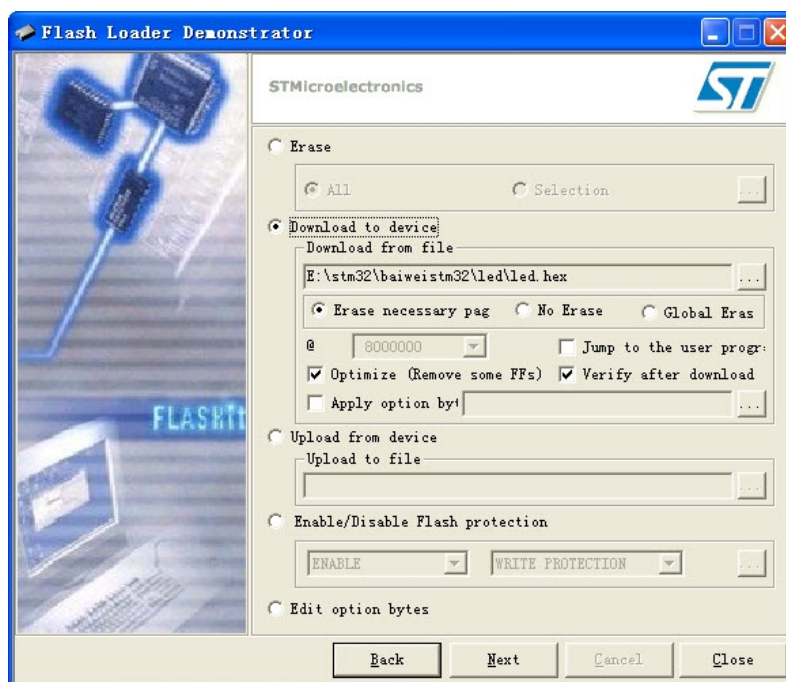 Flash Loader Demonstrator
STMicroelectronics
ST
Erase
All Selection ...
Download to device
Download from file
E:\stm32\baiweistm32\led\led.hex ...
Erase necessary pag No Erase Global Eras
@ 8000000 Jump to the user progr
Optimize (Remove some FFs) Verify after download
Apply option byt ...
FLASHit
Upload from device
Upload to file
...
Enable/Disable Flash protection
ENABLE WRITE PROTECTION ...
Edit option bytes
Back Next Cancel Close